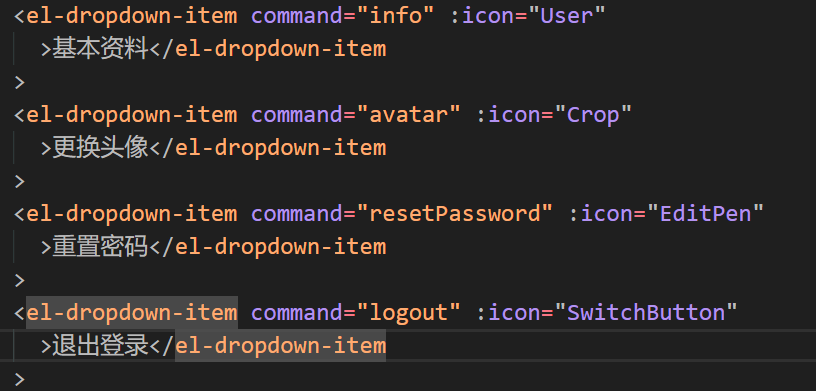 <el-dropdown-item command="info" :icon="User"
>基本资料</el-dropdown-item
>
<el-dropdown-item command="avatar" :icon="Crop"
>更换头像</el-dropdown-item
>
<el-dropdown-item command="resetPassword" :icon="EditPen"
>重置密码</el-dropdown-item
>
<el-dropdown-item command="logout" :icon="SwitchButton"
>退出登录</el-dropdown-item
>